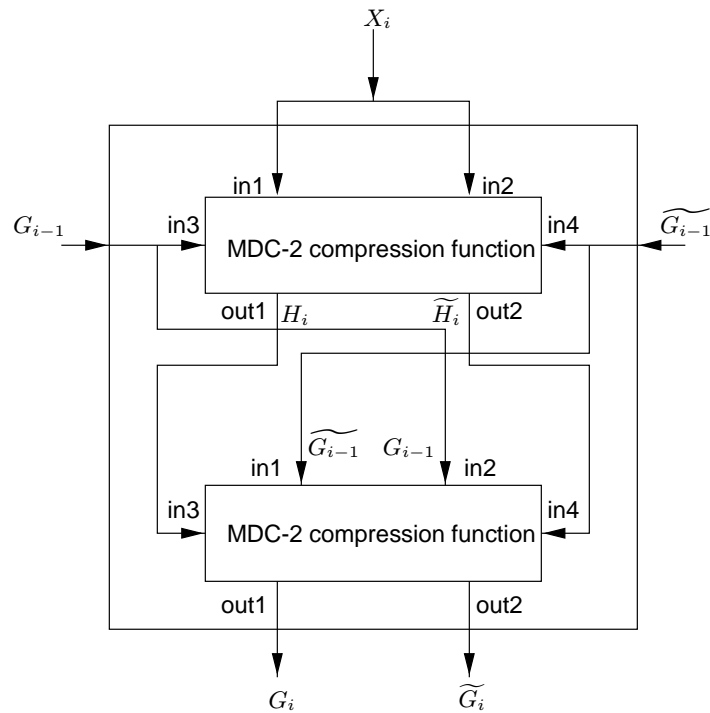 X_i
in1 in2
G_{i−1} in3 in4 \widetilde{G_{i−1}}
MDC-2 compression function
out1 H_i \widetilde{H_i} out2
\widetilde{G_{i−1}} G_{i−1}
in1 in2
in3 in4
MDC-2 compression function
out1 out2
G_i \widetilde{G_i}